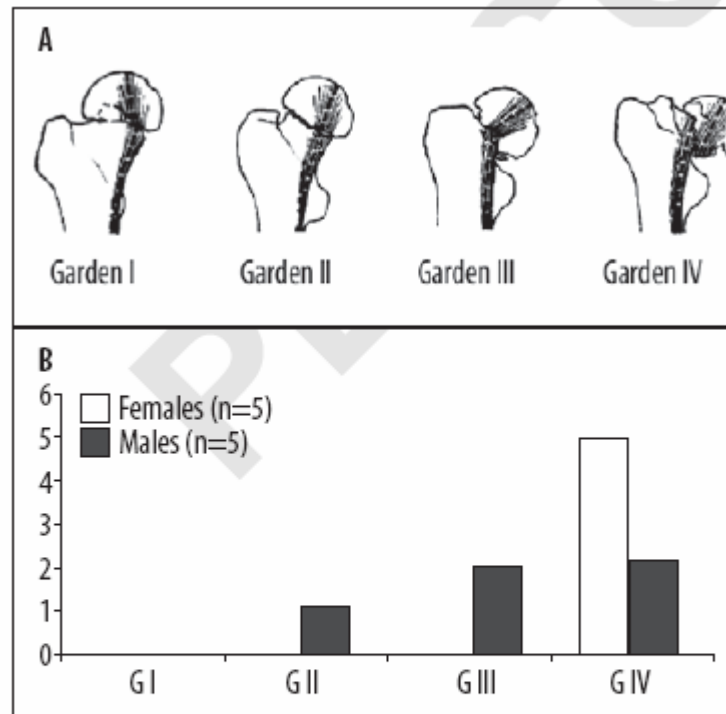 A
Garden I Garden II Garden III Garden IV
B
6
5
4
3
2
1
0
Females (n=5)
Males (n=5)
G I G II G III G IV